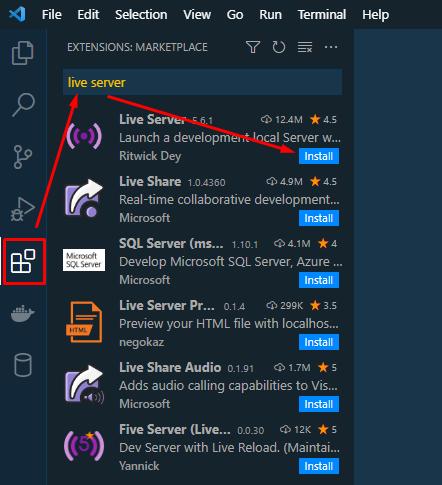 File Edit Selection View Go Run Terminal Help
EXTENSIONS: MARKETPLACE
live server
Live Server 5.6.1 12.4M 4.5
Launch a development local Server w...
Ritwick Dey Install
Live Share 1.0.4360 4.9M 4.5
Real-time collaborative development...
Microsoft Install
Microsoft
SQL Server
SQL Server (ms... 1.10.1 4.1M 4
Develop Microsoft SQL Server, Azure ...
Microsoft Install
Live Server Pr... 0.1.4 299K 3.5
Preview your HTML file with localhos...
negokaz Install
Live Share Audio 0.1.91 1.7M 5
Adds audio calling capabilities to Vis...
Microsoft Install
5
Five Server (Live... 0.0.30 12K 5
Dev Server with Live Reload. (Maintai...
Yannick Install